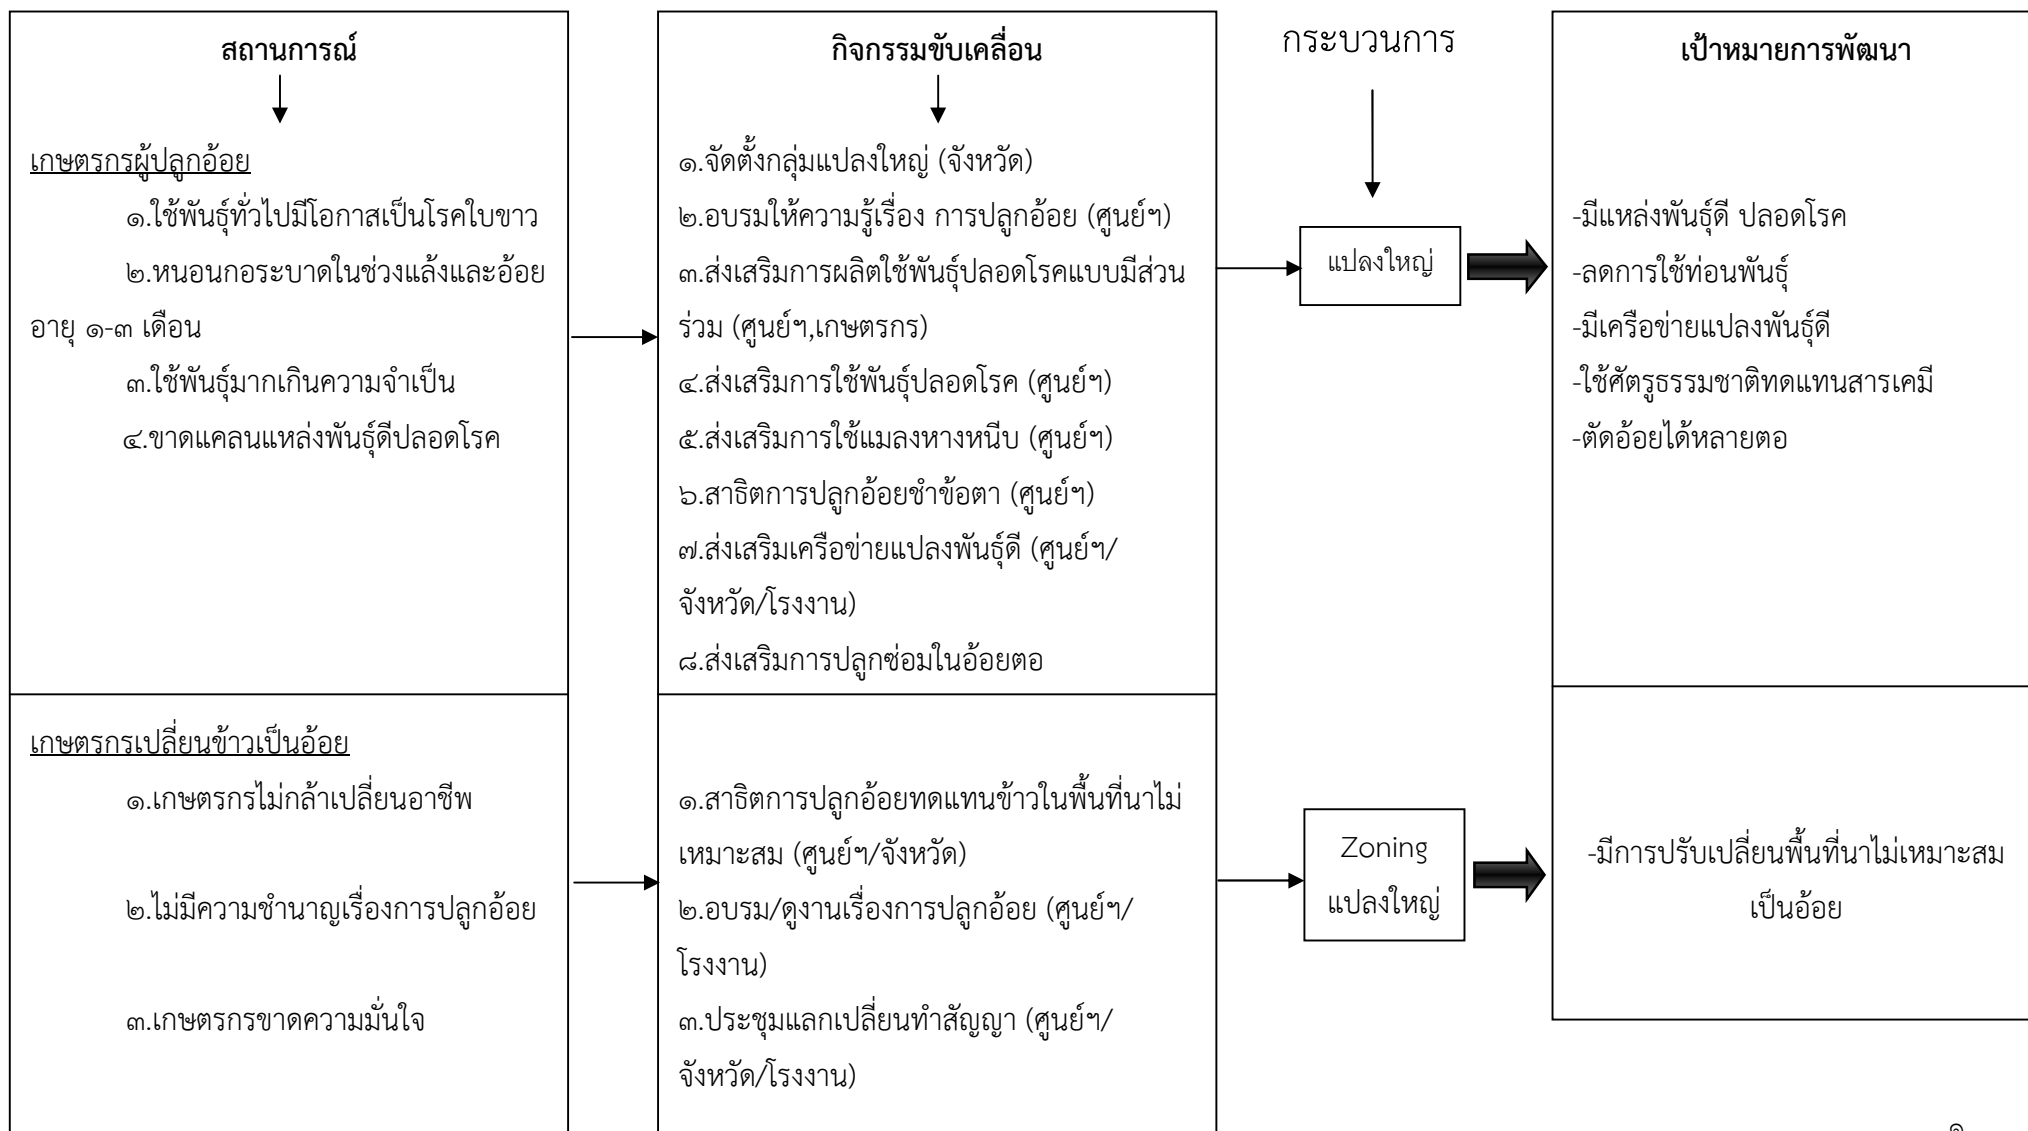 สถานการณ์
เกษตรกรผู้ปลูกอ้อย
๑.ใช้พันธุ์ทั่วไปมีโอกาสเป็นโรคใบขาว
๒.หนอนกอระบาดในช่วงแล้งและอ้อย
อายุ ๑-๓ เดือน
๓.ใช้พันธุ์มากเกินความจำเป็น
๔.ขาดแคลนแหล่งพันธุ์ดีปลอดโรค
เกษตรกรเปลี่ยนข้าวเป็นอ้อย
๑.เกษตรกรไม่กล้าเปลี่ยนอาชีพ
๒.ไม่มีความชำนาญเรื่องการปลูกอ้อย
๓.เกษตรกรขาดความมั่นใจ
กิจกรรมขับเคลื่อน
๑.จัดตั้งกลุ่มแปลงใหญ่ (จังหวัด)
๒.อบรมให้ความรู้เรื่อง การปลูกอ้อย (ศูนย์ฯ)
๓.ส่งเสริมการผลิตใช้พันธุ์ปลอดโรคแบบมีส่วน
ร่วม (ศูนย์ฯ,เกษตรกร)
๔.ส่งเสริมการใช้พันธุ์ปลอดโรค (ศูนย์ฯ)
๕.ส่งเสริมการใช้แมลงหางหนีบ (ศูนย์ฯ)
๖.สาธิตการปลูกอ้อยชำข้อตา (ศูนย์ฯ)
๗.ส่งเสริมเครือข่ายแปลงพันธุ์ดี (ศูนย์ฯ/
จังหวัด/โรงงาน)
๘.ส่งเสริมการปลูกซ่อมในอ้อยตอ
๑.สาธิตการปลูกอ้อยทดแทนข้าวในพื้นที่นาไม่
เหมาะสม (ศูนย์ฯ/จังหวัด)
๒.อบรม/ดูงานเรื่องการปลูกอ้อย (ศูนย์ฯ/
โรงงาน)
๓.ประชุมแลกเปลี่ยนทำสัญญา (ศูนย์ฯ/
จังหวัด/โรงงาน)
กระบวนการ
แปลงใหญ่
Zoning
แปลงใหญ่
เป้าหมายการพัฒนา
-มีแหล่งพันธุ์ดี ปลอดโรค
-ลดการใช้ท่อนพันธุ์
-มีเครือข่ายแปลงพันธุ์ดี
-ใช้ศัตรูธรรมชาติทดแทนสารเคมี
-ตัดอ้อยได้หลายตอ
-มีการปรับเปลี่ยนพื้นที่นาไม่เหมาะสม
เป็นอ้อย